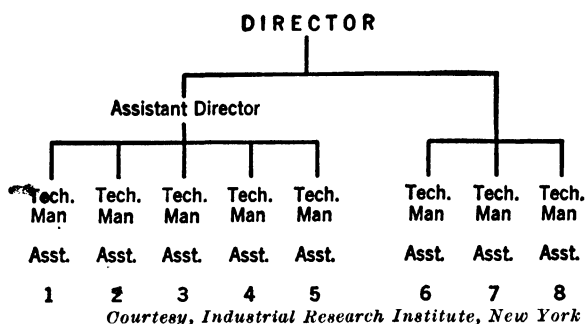 DIRECTOR
Assistant Director
Tech. Tech. Tech. Tech. Tech. Tech. Tech. Tech.
Man Man Man Man Man Man Man Man
Asst. Asst. Asst. Asst. Asst. Asst. Asst. Asst.
1 2 3 4 5 6 7 8
Courtesy, Industrial Research Institute, New York